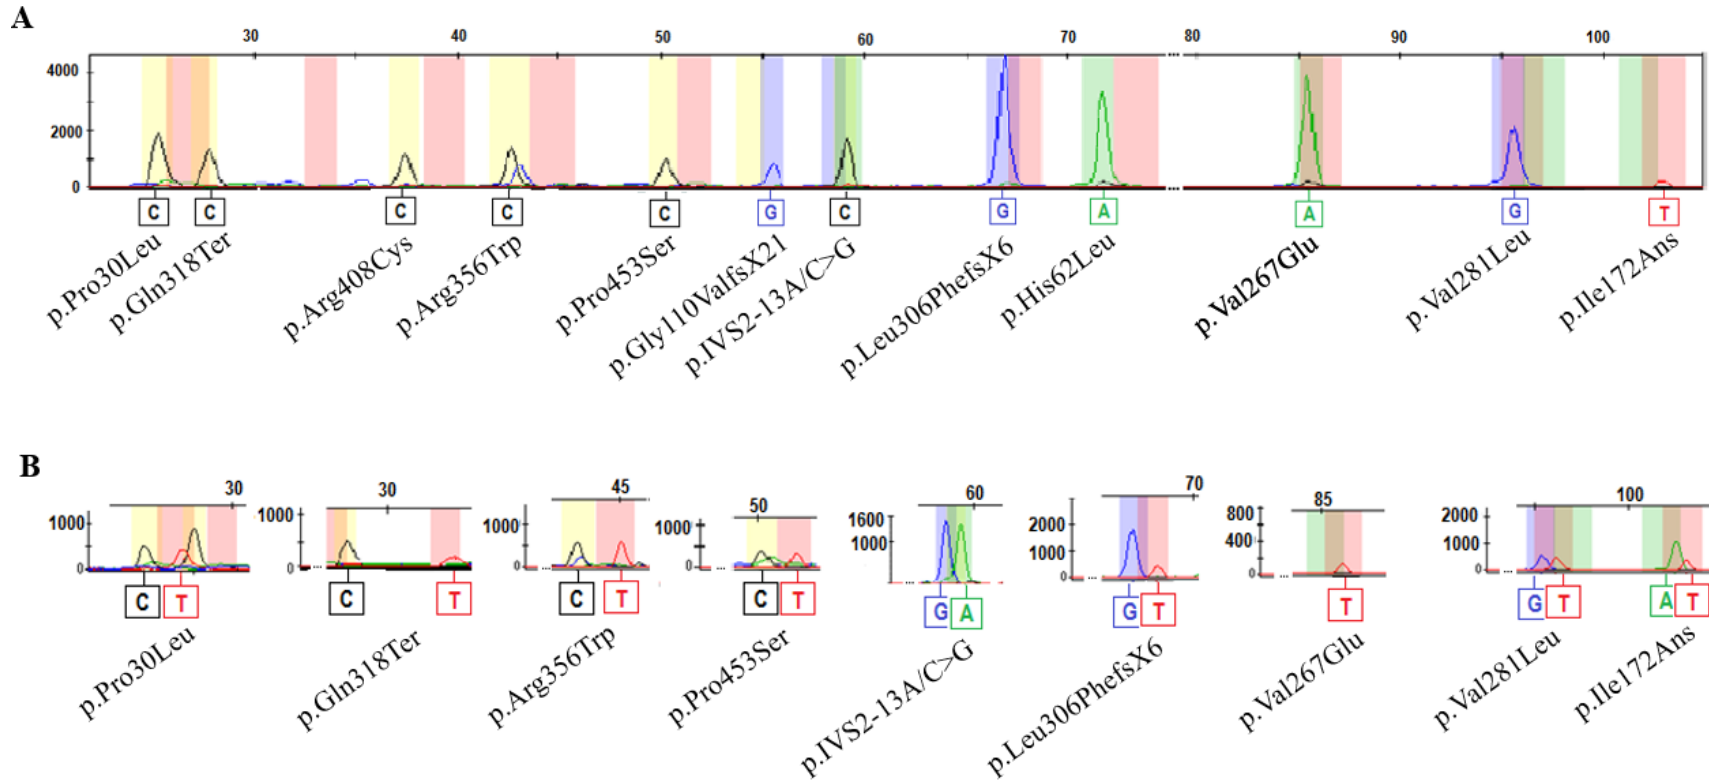 A
30 40 50 60 70 80 90 100
4000
2000
0
C C C C C G C G A A G T
p.Pro30Leu
p.Gln318Ter
p.Arg408Cys
p.Arg356Trp
p.Pro453Ser
p.Gly110ValfsX21
p.IVS2-13A/C>G
p.Leu306PhefsX6
p.His62Leu
p.Val267Glu
p.Val281Leu
p.Ile172Ans
B
30
1000
0
C T
p.Pro30Leu
30
1000
0
C T
p.Gln318Ter
45
1000
0
C T
p.Arg356Trp
50
1000
0
C T
p.Pro453Ser
60
1600
1000
G A
p.IVS2-13A/C>G
70
2000
1000
0
G T
p.Leu306PhefsX6
85
800
400
0
T
p.Val267Glu
100
2000
1000
0
G T A T
p.Val281Leu
p.Ile172Ans